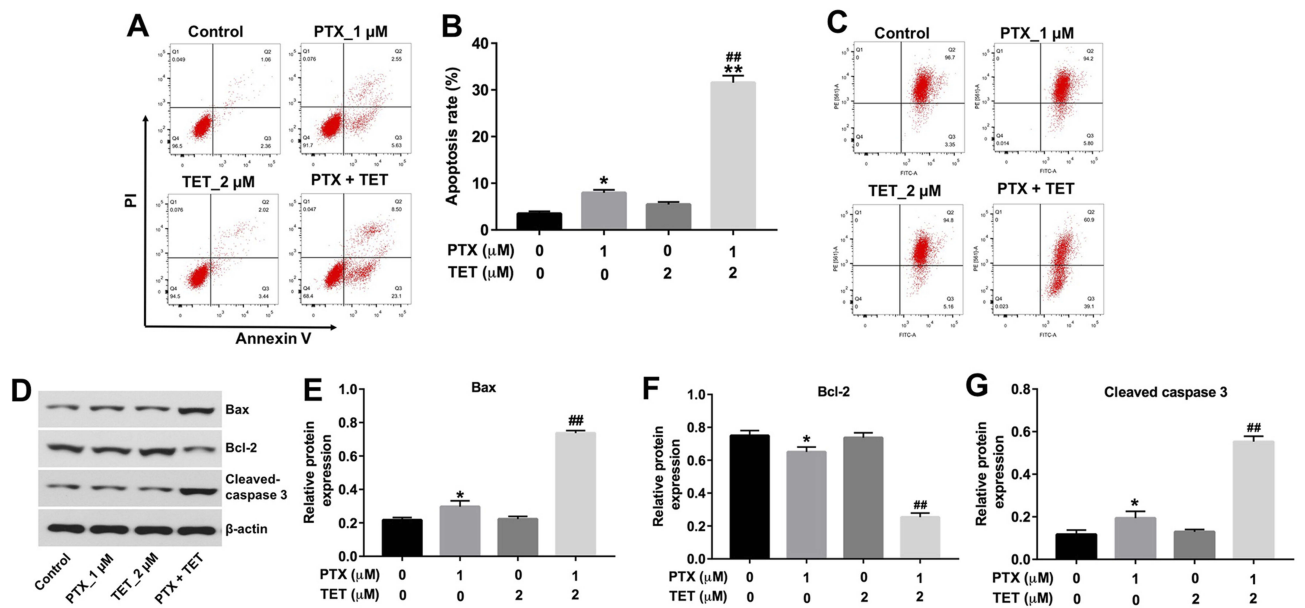 A
Control
PTX_1 μM
Q1
0.049
Q2
1.06
Q4
96.5
Q3
2.36
Q1
0.076
Q2
2.55
Q4
91.7
Q3
5.63
TET_2 μM
PTX + TET
Q1
0.076
Q2
2.02
Q4
94.5
Q3
3.44
Q1
0.047
Q2
8.50
Q4
68.4
Q3
23.1
PI
Annexin V
B
Apoptosis rate (%)
40
30
20
10
0
*
##
**
PTX (μM) 0 1 0 1
TET (μM) 0 0 2 2
C
Control
PTX_1 μM
Q1
0
Q2
96.7
Q4
0
Q3
3.35
PE [561]-A
FITC-A
Q1
0
Q2
94.2
Q4
0.014
Q3
5.80
PE [561]-A
FITC-A
TET_2 μM
PTX + TET
Q1
0
Q2
94.8
Q4
0
Q3
5.16
PE [561]-A
FITC-A
Q1
0
Q2
60.9
Q4
0.023
Q3
39.1
PE [561]-A
FITC-A
D
Bax
Bcl-2
Cleaved-
caspase 3
β-actin
Control
PTX_1 μM
TET_2 μM
PTX + TET
E
Bax
Relative protein
expression
1.0
0.8
0.6
0.4
0.2
0.0
*
##
PTX (μM) 0 1 0 1
TET (μM) 0 0 2 2
F
Bcl-2
Relative protein
expression
1.0
0.8
0.6
0.4
0.2
0.0
*
##
PTX (μM) 0 1 0 1
TET (μM) 0 0 2 2
G
Cleaved caspase 3
Relative protein
expression
0.8
0.6
0.4
0.2
0.0
*
##
PTX (μM) 0 1 0 1
TET (μM) 0 0 2 2